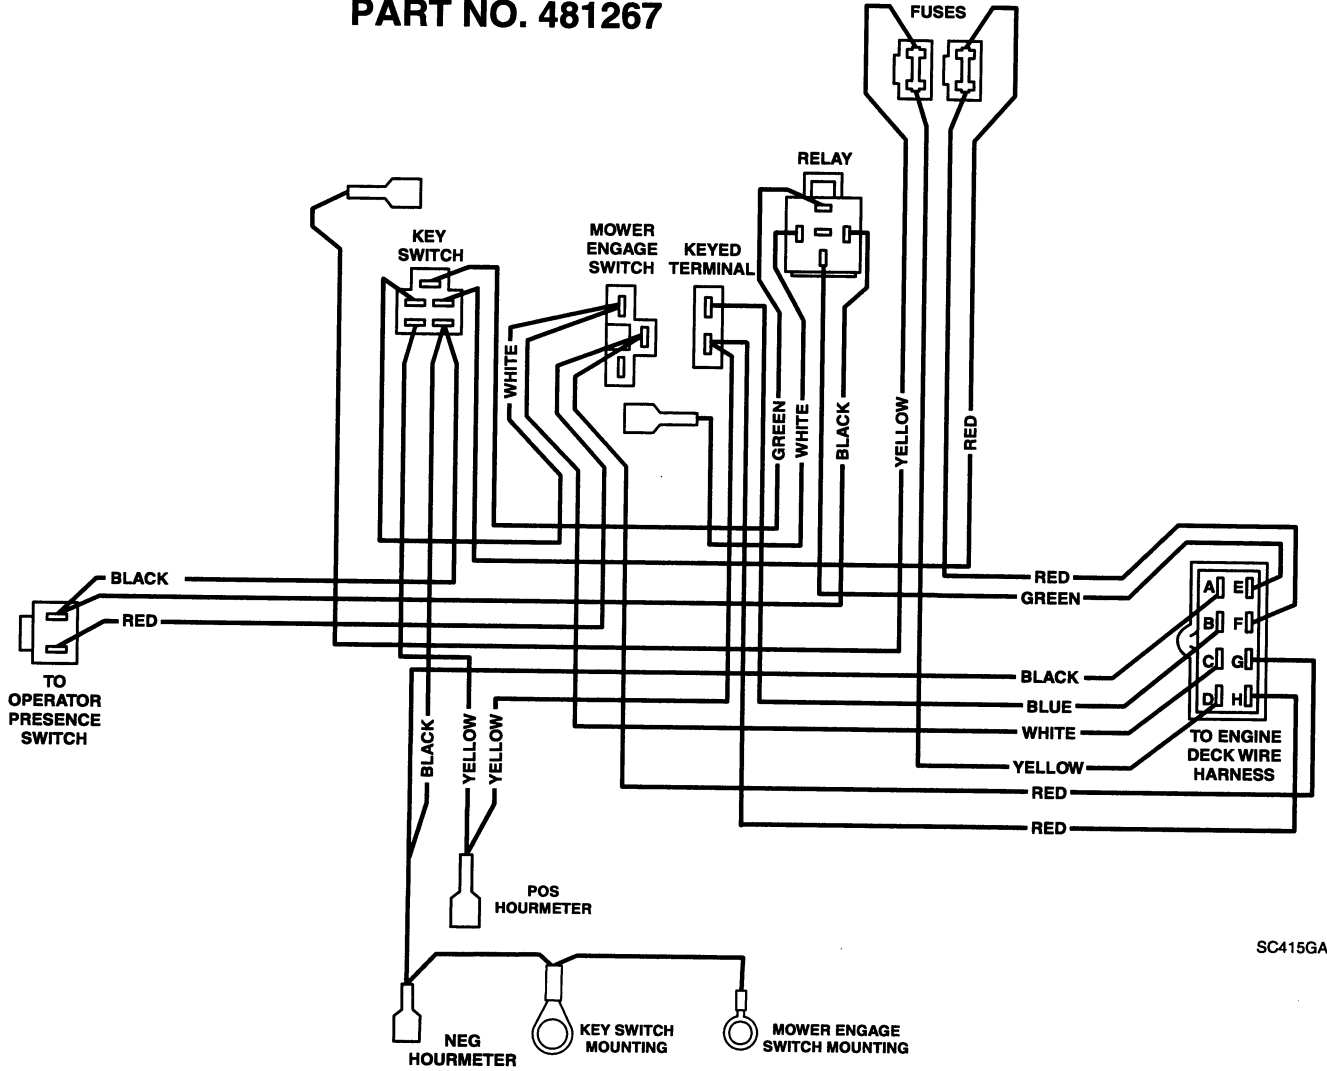 PART NO. 481267
FUSES
RELAY
KEY
SWITCH
MOWER
ENGAGE
SWITCH
KEYED
TERMINAL
WHITE
GREEN
WHITE
BLACK
YELLOW
RED
BLACK
RED
TO
OPERATOR
PRESENCE
SWITCH
RED
GREEN
BLACK
BLUE
WHITE
YELLOW
RED
RED
A E
B F
C G
D H
TO ENGINE
DECK WIRE
HARNESS
BLACK
YELLOW
YELLOW
POS
HOURMETER
NEG
HOURMETER
KEY SWITCH
MOUNTING
MOWER ENGAGE
SWITCH MOUNTING
SC415GA